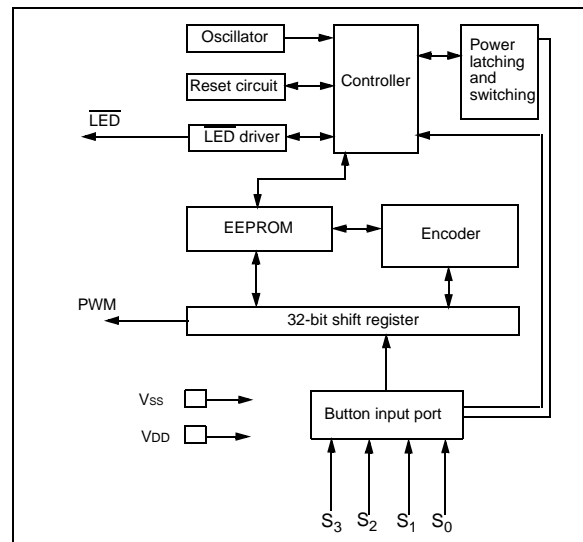 Oscillator
Reset circuit
LED driver
LED
Controller
Power
latching
and
switching
EEPROM
Encoder
PWM
32-bit shift register
VSS
VDD
Button input port
S3 S2 S1 S0